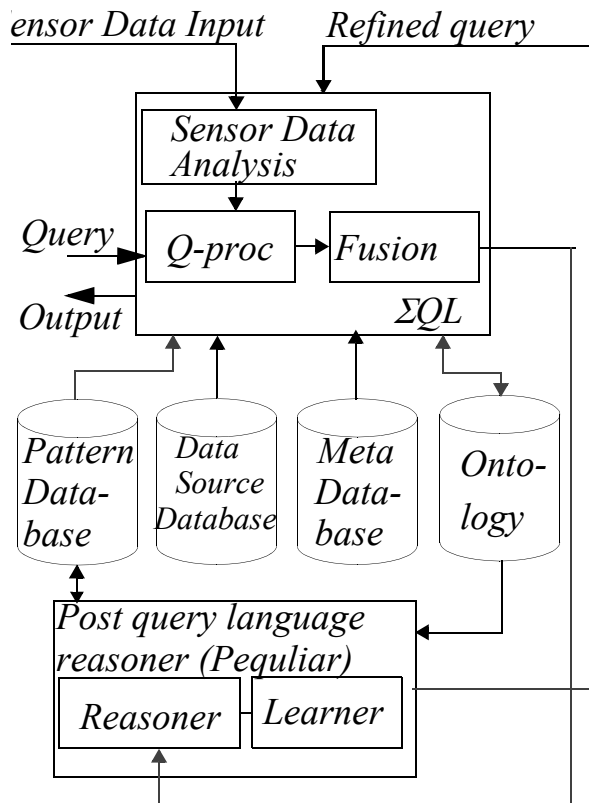 ensor Data Input
Refined query
Sensor Data
Analysis
Query
Q-proc
Fusion
Output
ΣQL
Pattern
Data-
base
Data
Source
Database
Meta
Data-
base
Onto-
logy
Post query language
reasoner (Pequliar)
Reasoner
Learner